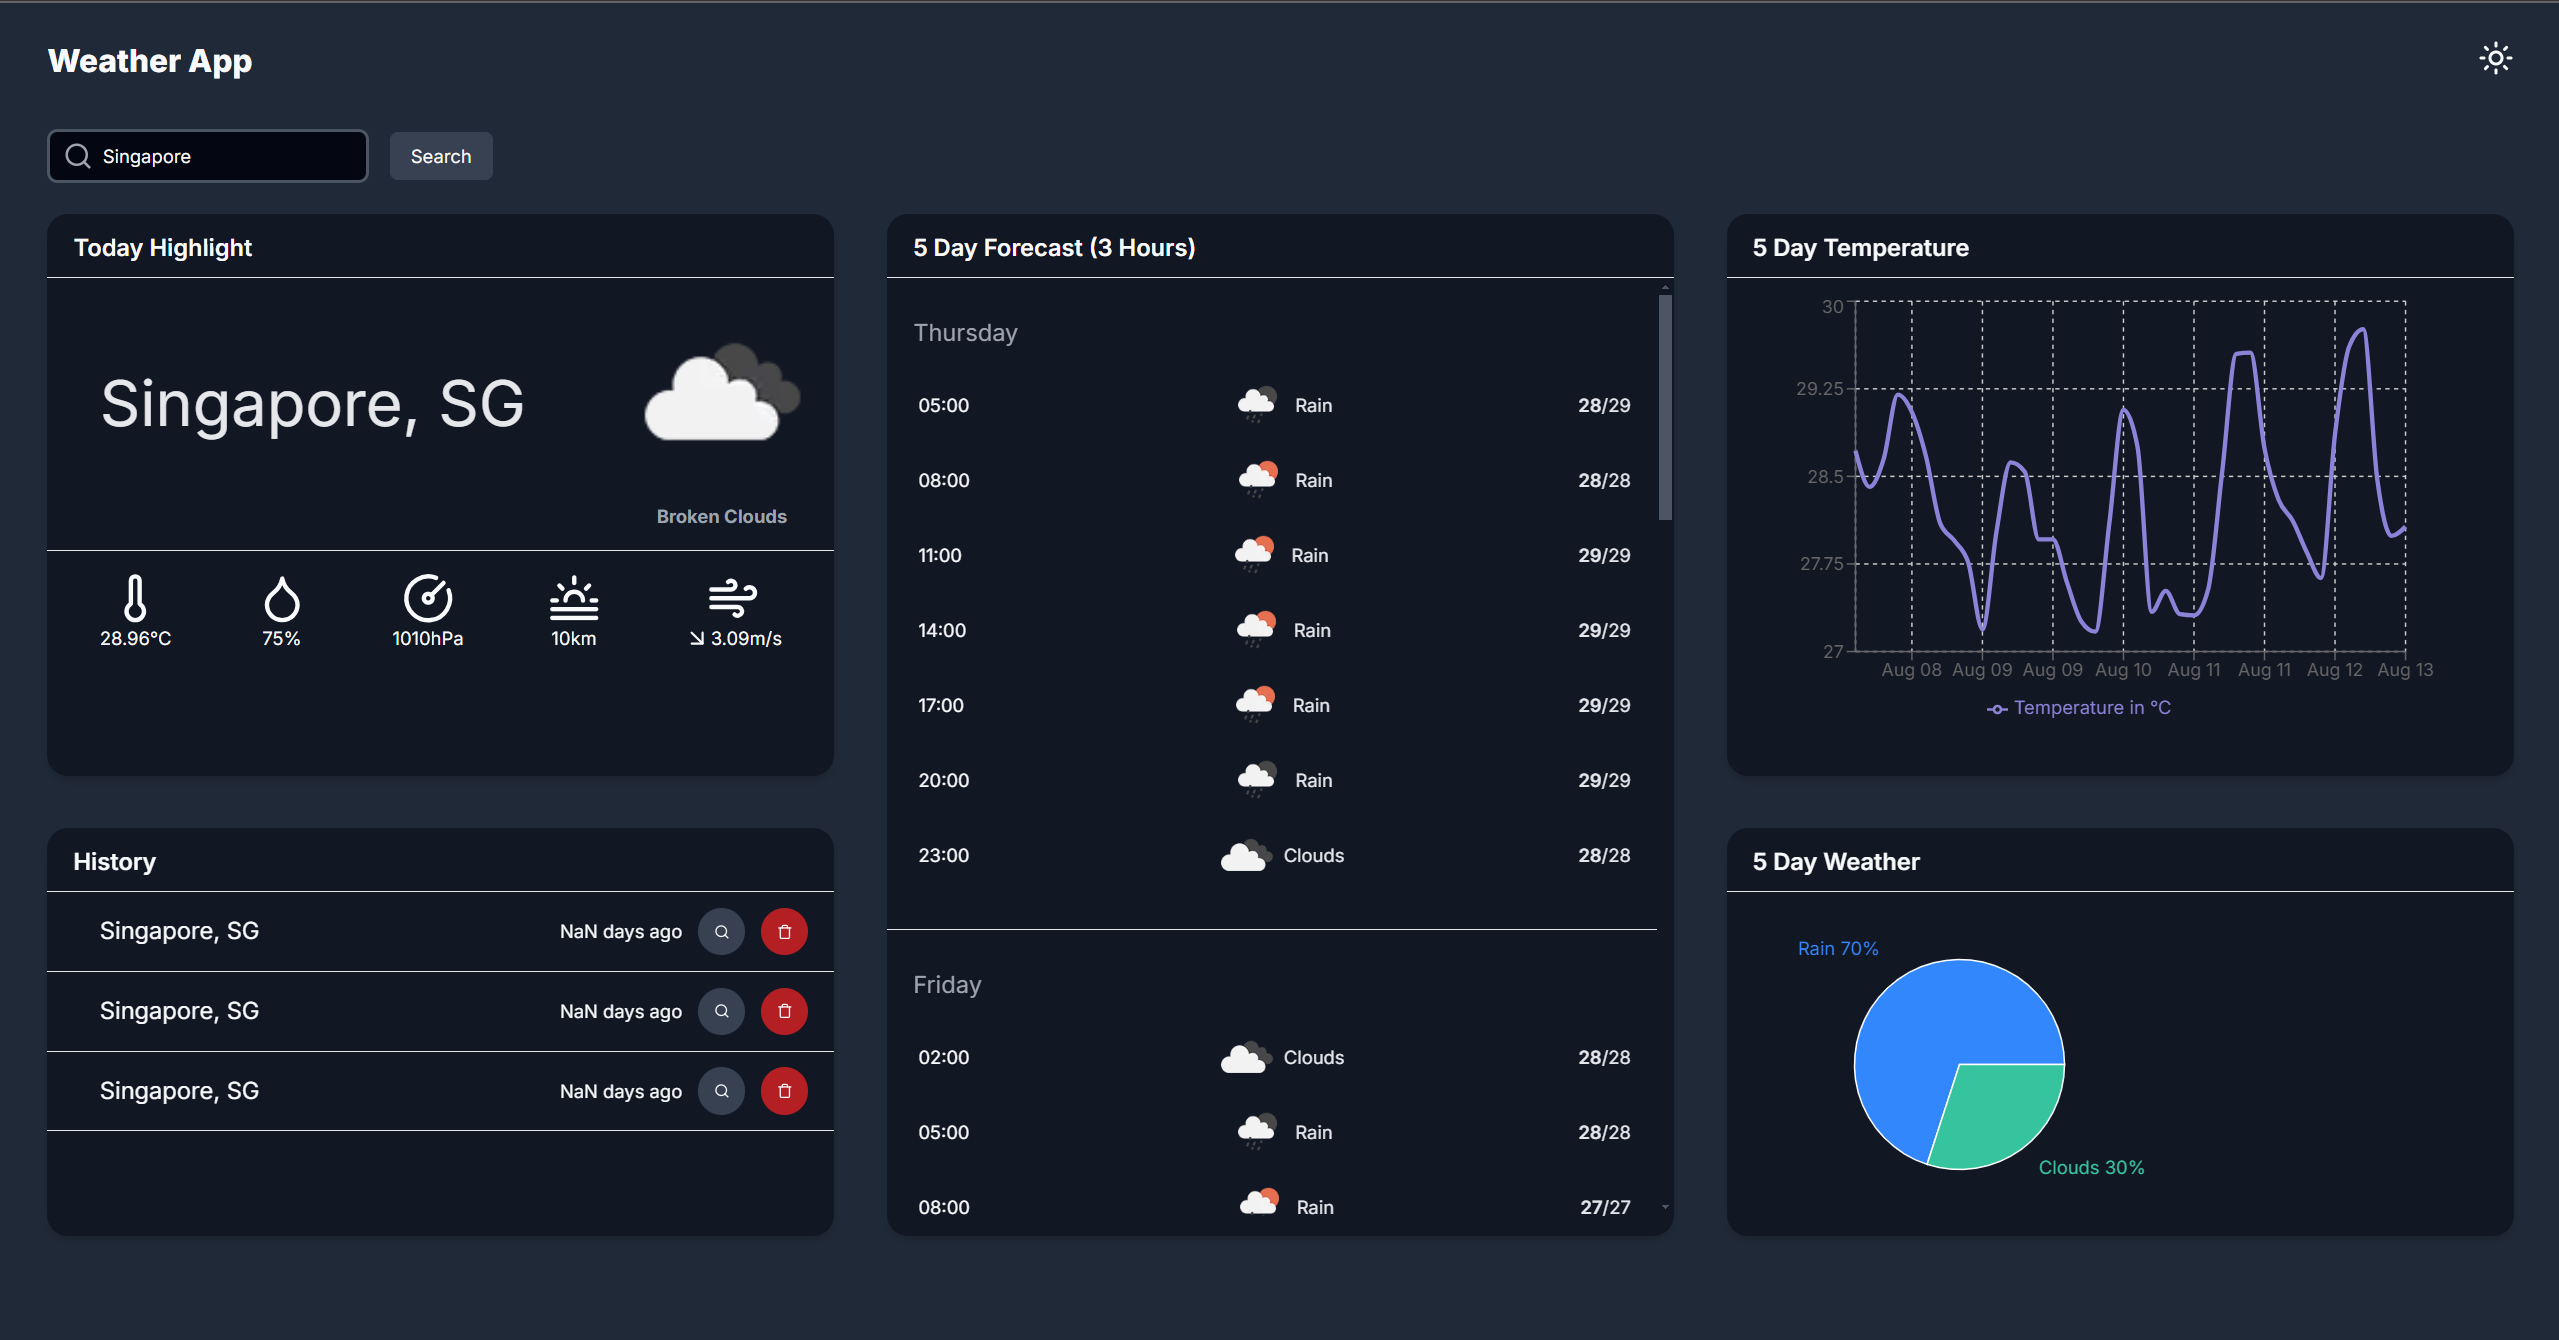 Weather App
Singapore
Search
Today Highlight
Singapore, SG
Broken Clouds
28.96°C
75%
1010hPa
10km
3.09m/s
History
Singapore, SG NaN days ago
Singapore, SG NaN days ago
Singapore, SG NaN days ago
5 Day Forecast (3 Hours)
Thursday
05:00 Rain 28/29
08:00 Rain 28/28
11:00 Rain 29/29
14:00 Rain 29/29
17:00 Rain 29/29
20:00 Rain 29/29
23:00 Clouds 28/28
Friday
02:00 Clouds 28/28
05:00 Rain 28/28
08:00 Rain 27/27
5 Day Temperature
30
29.25
28.5
27.75
27
Aug 08 Aug 09 Aug 09 Aug 10 Aug 11 Aug 11 Aug 12 Aug 13
Temperature in °C
5 Day Weather
Rain 70%
Clouds 30%